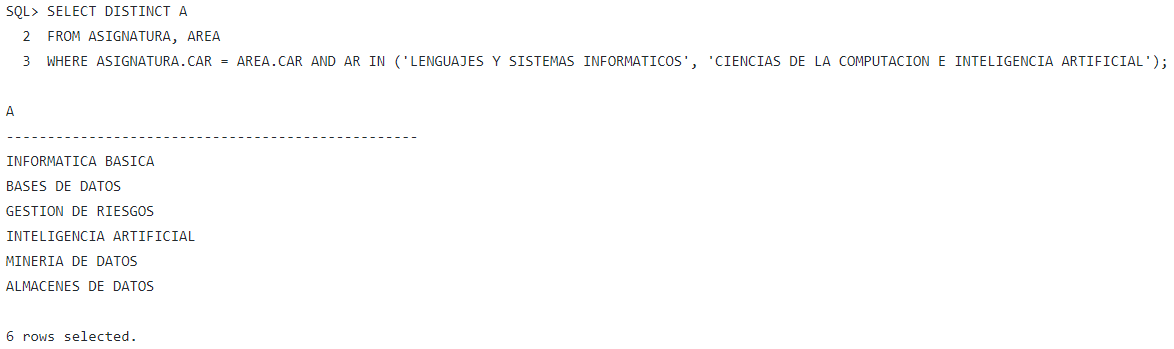 SQL> SELECT DISTINCT A
  2  FROM ASIGNATURA, AREA
  3  WHERE ASIGNATURA.CAR = AREA.CAR AND AR IN ('LENGUAJES Y SISTEMAS INFORMATICOS', 'CIENCIAS DE LA COMPUTACION E INTELIGENCIA ARTIFICIAL');
A
--------------------------------------------------
INFORMATICA BASICA
BASES DE DATOS
GESTION DE RIESGOS
INTELIGENCIA ARTIFICIAL
MINERIA DE DATOS
ALMACENES DE DATOS
6 rows selected.